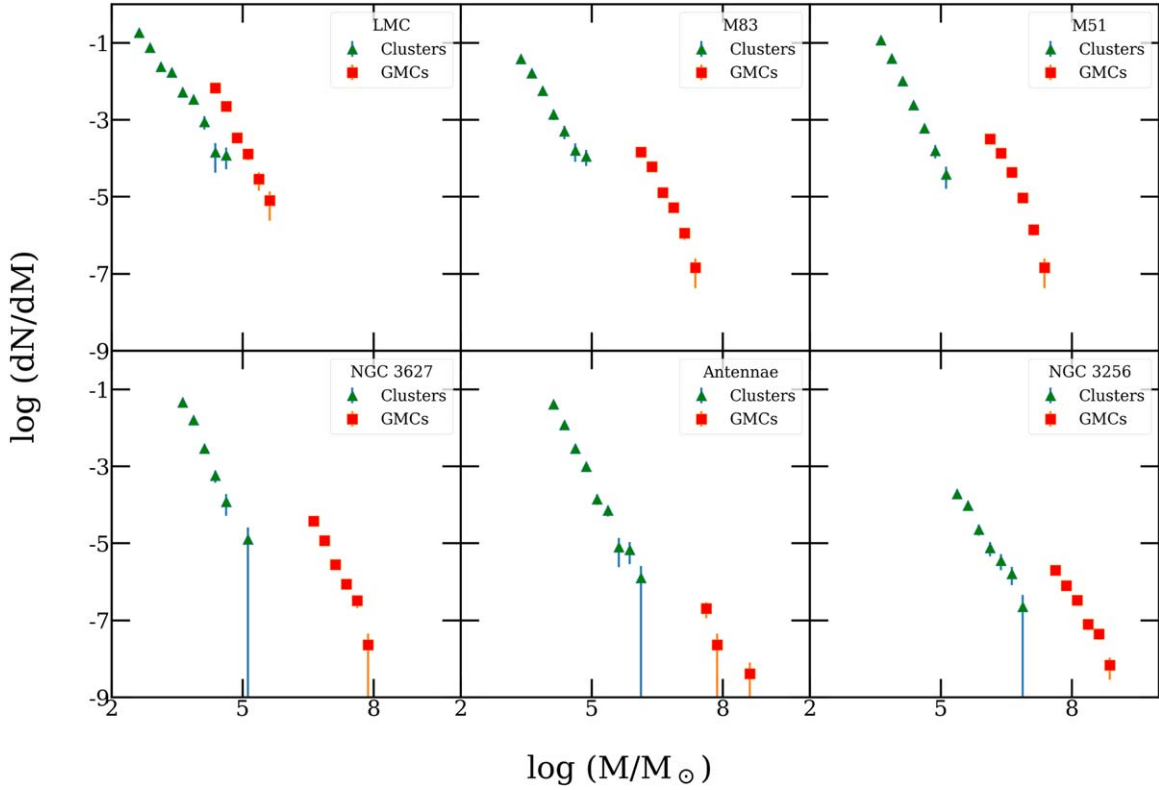 LMC
Clusters
GMCs
M83
Clusters
GMCs
M51
Clusters
GMCs
-1
-3
-5
-7
-9
log (dN/dM)
NGC 3627
Clusters
GMCs
Antennae
Clusters
GMCs
NGC 3256
Clusters
GMCs
-1
-3
-5
-7
-9
2 5 8 2 5 8 2 5 8
log (M/M⊙)